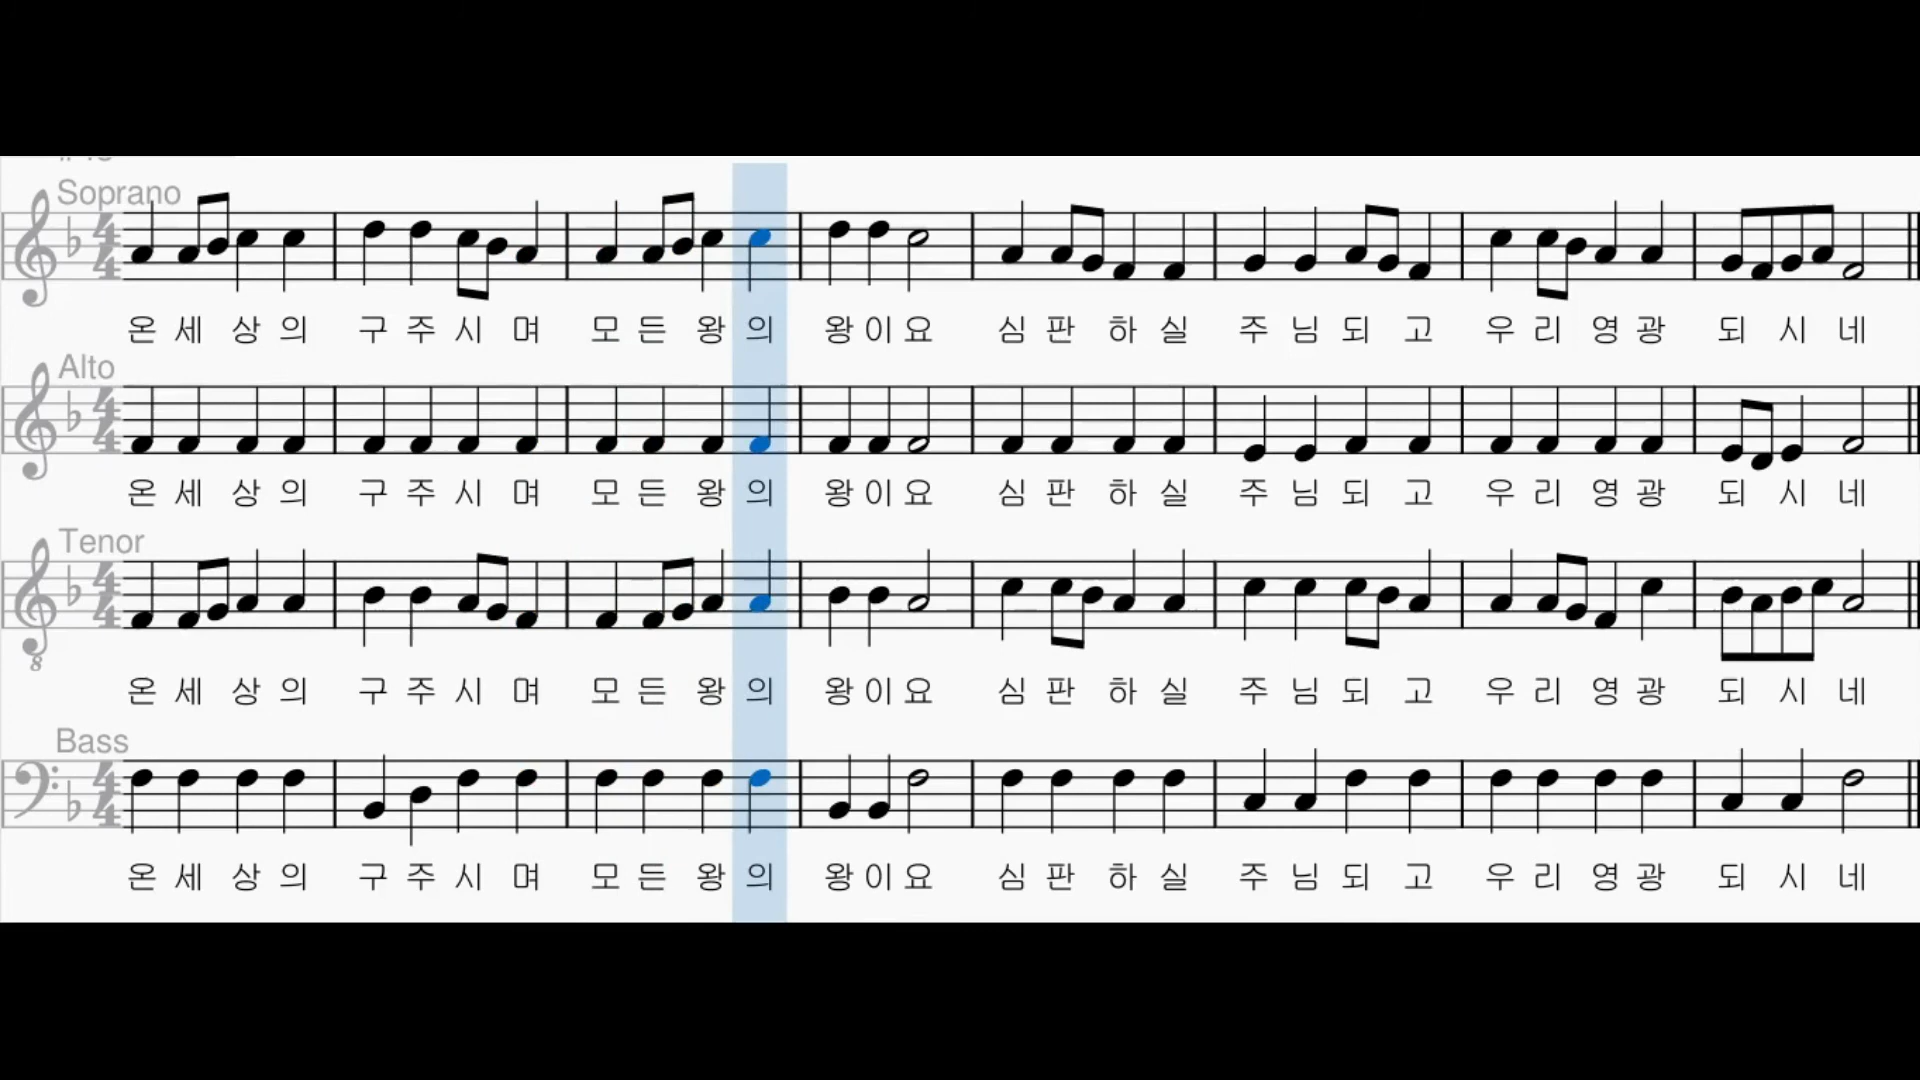 Soprano
온 세 상 의 구 주 시 며 모 든 왕 의 왕 이 요 심 판 하 실 주 님 되 고 우 리 영 광 되 시 네
Alto
온 세 상 의 구 주 시 며 모 든 왕 의 왕 이 요 심 판 하 실 주 님 되 고 우 리 영 광 되 시 네
Tenor
8
온 세 상 의 구 주 시 며 모 든 왕 의 왕 이 요 심 판 하 실 주 님 되 고 우 리 영 광 되 시 네
Bass
온 세 상 의 구 주 시 며 모 든 왕 의 왕 이 요 심 판 하 실 주 님 되 고 우 리 영 광 되 시 네